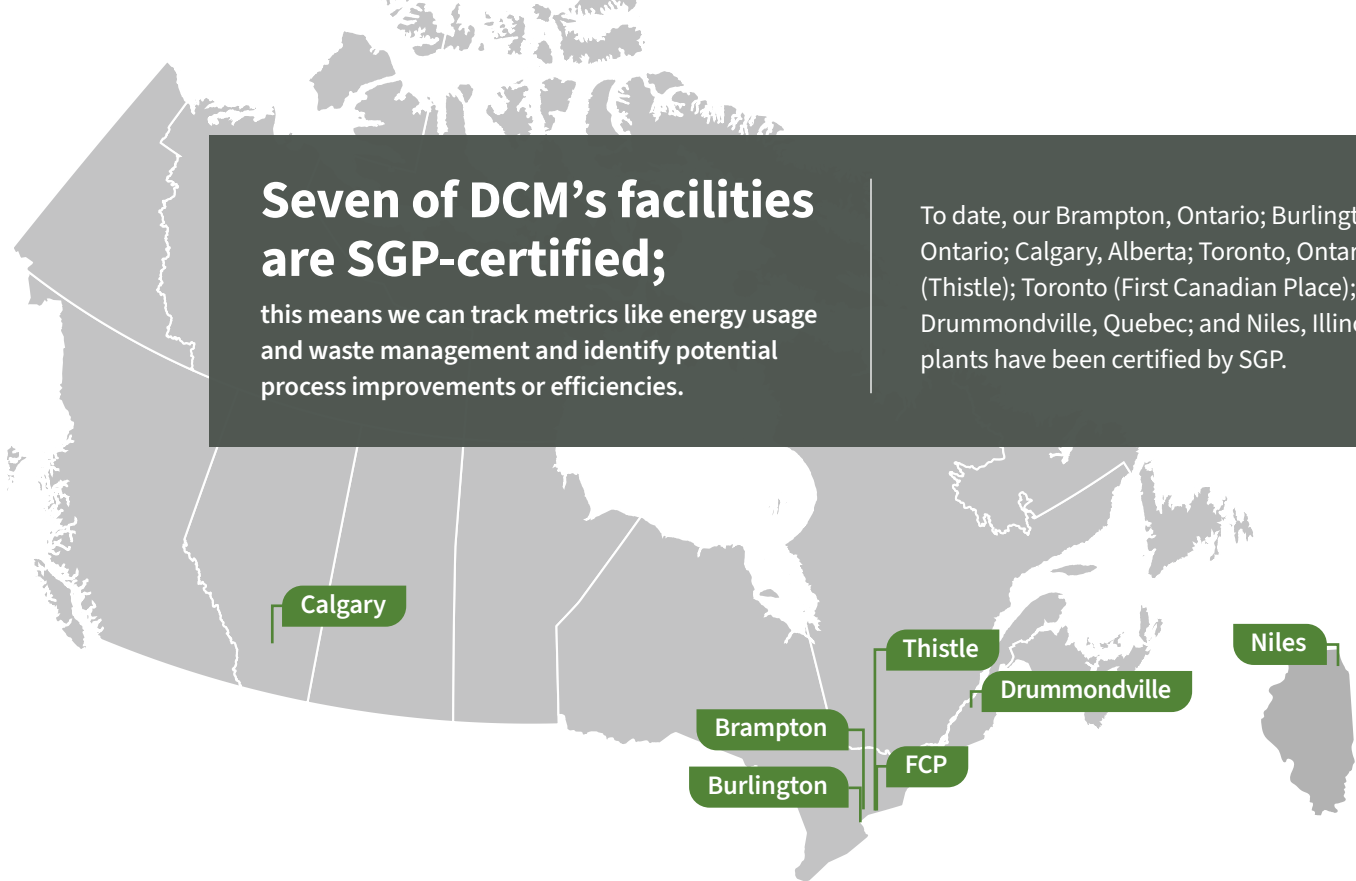 Seven of DCM’s facilities
are SGP-certified;
this means we can track metrics like energy usage
and waste management and identify potential
process improvements or efficiencies.
To date, our Brampton, Ontario;
Ontario; Calgary, Alberta; Toronto,
(Thistle); Toronto (First Canadian Place);
Drummondville, Quebec; and Niles,
plants have been certified by SGP.
Calgary
Thistle
Niles
Drummondville
Brampton
FCP
Burlington